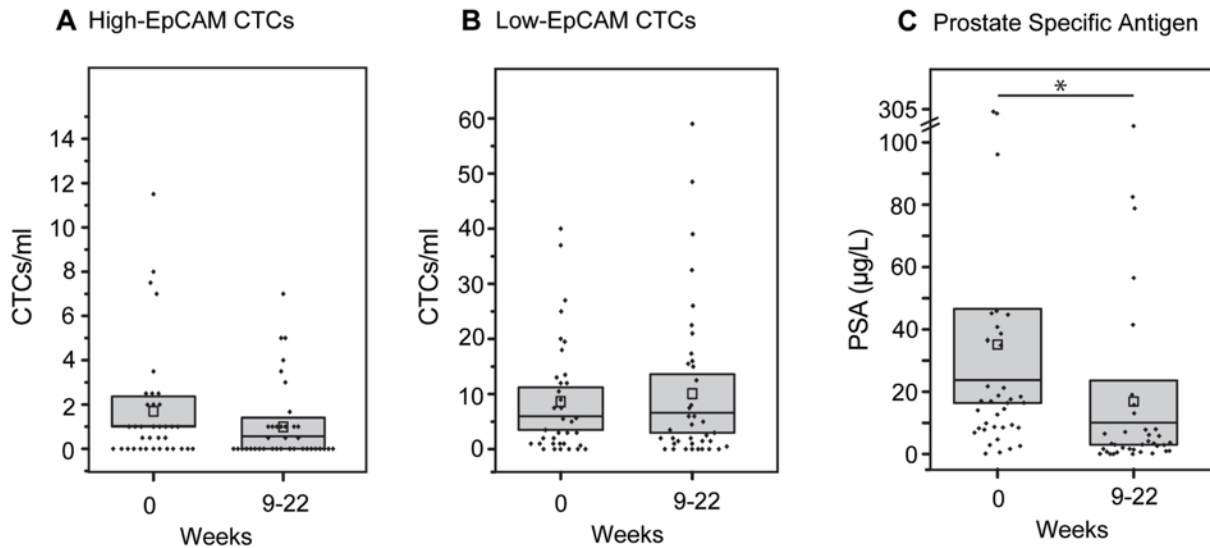 A High-EpCAM CTCs
CTCs/ml
14
12
10
8
6
4
2
0
0 9-22
Weeks
B Low-EpCAM CTCs
CTCs/ml
60
50
40
30
20
10
0
0 9-22
Weeks
C Prostate Specific Antigen
*
PSA (µg/L)
305
100
80
60
40
20
0
0 9-22
Weeks